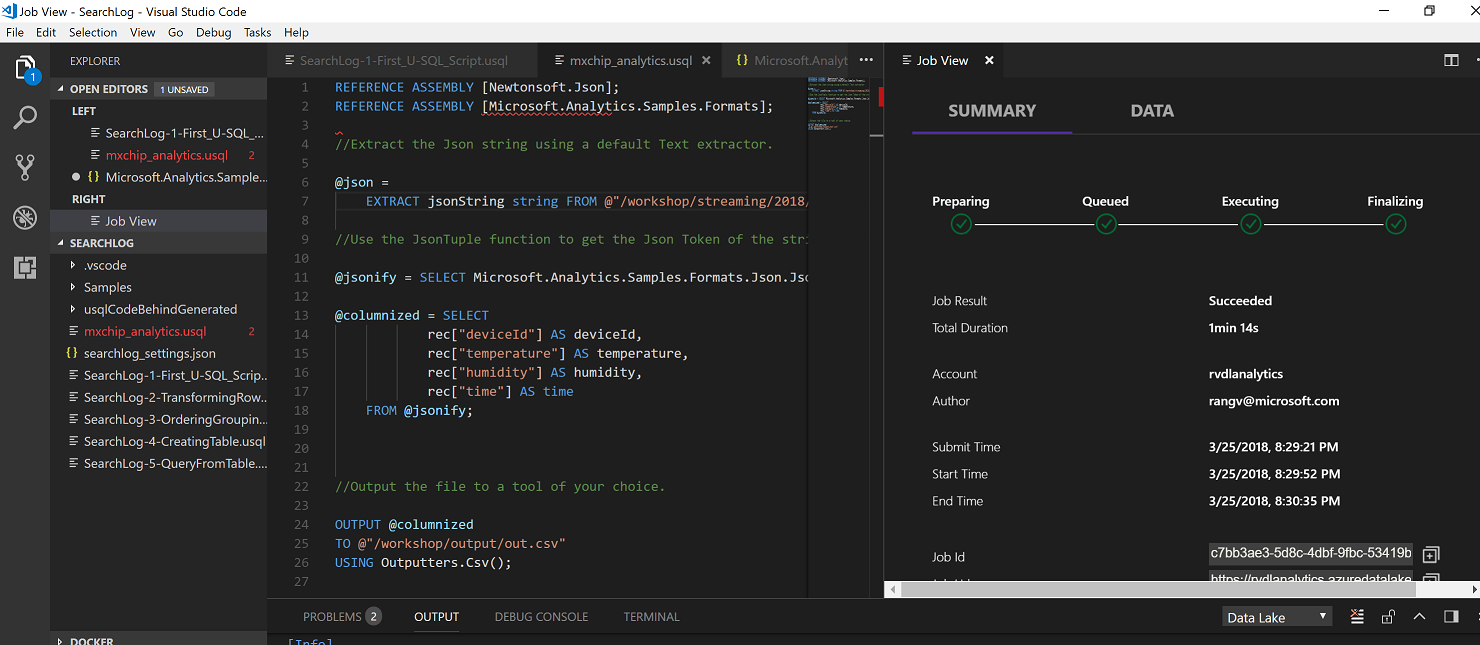 Job View - SearchLog - Visual Studio Code
File Edit Selection View Go Debug Tasks Help
EXPLORER
1
OPEN EDITORS 1 UNSAVED
LEFT
SearchLog-1-First_U-SQL_...
mxchip_analytics.usql 2
{} Microsoft.Analytics.Sample...
RIGHT
Job View
SEARCHLOG
.vscode
Samples
usqlCodeBehindGenerated
mxchip_analytics.usql 2
{} searchlog_settings.json
SearchLog-1-First_U-SQL_Scrip...
SearchLog-2-TransformingRow...
SearchLog-3-OrderingGroupin...
SearchLog-4-CreatingTable.usql
SearchLog-5-QueryFromTable....
DOCKER
SearchLog-1-First_U-SQL_Script.usql mxchip_analytics.usql {} Microsoft.Analyt
1 REFERENCE ASSEMBLY [Newtonsoft.Json];
2 REFERENCE ASSEMBLY [Microsoft.Analytics.Samples.Formats];
3
4 //Extract the Json string using a default Text extractor.
5
6 @json =
7 EXTRACT jsonString string FROM @"/workshop/streaming/2018/
8
9 //Use the JsonTuple function to get the Json Token of the stri
10
11 @jsonify = SELECT Microsoft.Analytics.Samples.Formats.Json.Jso
12
13 @columnized = SELECT
14 rec["deviceId"] AS deviceId,
15 rec["temperature"] AS temperature,
16 rec["humidity"] AS humidity,
17 rec["time"] AS time
18 FROM @jsonify;
19
20
21
22 //Output the file to a tool of your choice.
23
24 OUTPUT @columnized
25 TO @"/workshop/output/out.csv"
26 USING Outputters.Csv();
27
Job View
SUMMARY DATA
Preparing Queued Executing Finalizing
Job Result Succeeded
Total Duration 1min 14s
Account rvdlanalytics
Author rangv@microsoft.com
Submit Time 3/25/2018, 8:29:21 PM
Start Time 3/25/2018, 8:29:52 PM
End Time 3/25/2018, 8:30:35 PM
Job Id c7bb3ae3-5d8c-4dbf-9fbc-53419b
https://rvdlanalytics.azuredatalake
PROBLEMS 2 OUTPUT DEBUG CONSOLE TERMINAL Data Lake
[Info]